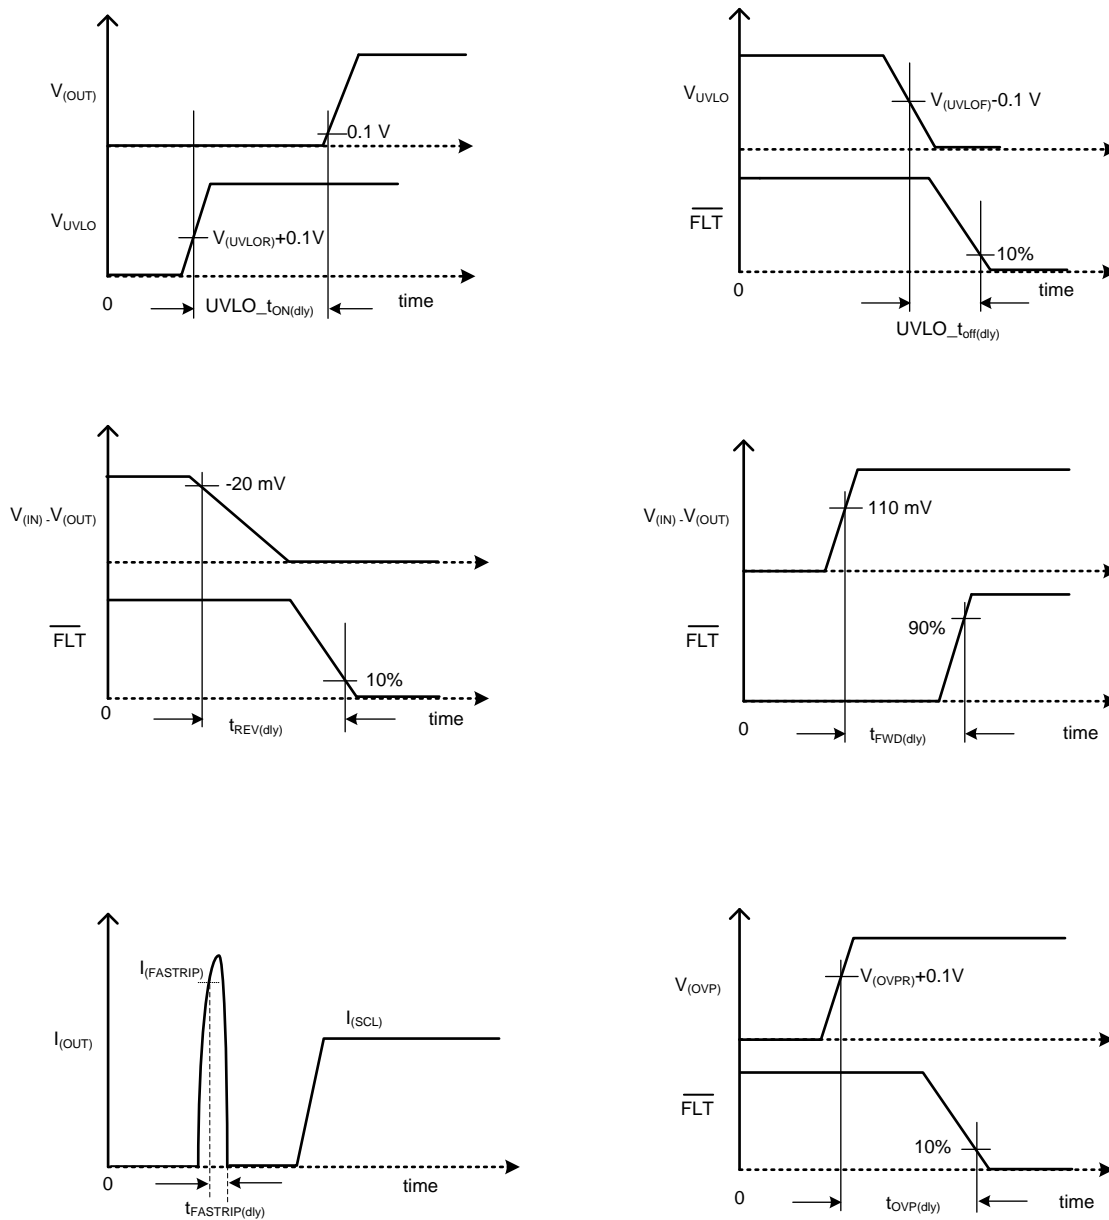 V(OUT)
0.1 V
VUVLO
V(UVLOR)+0.1V
0
UVLO_tON(dly)
time
VUVLO
V(UVLOF)-0.1 V
FLT
10%
0
time
UVLO_toff(dly)
-20 mV
V(IN) - V(OUT)
FLT
10%
0
tREV(dly)
time
V(IN) - V(OUT)
110 mV
90%
FLT
0
tFWD(dly)
time
I(FASTRIP)
I(SCL)
I(OUT)
0
time
tFASTRIP(dly)
V(OVP)
V(OVPR)+0.1V
FLT
10%
0
tOVP(dly)
time